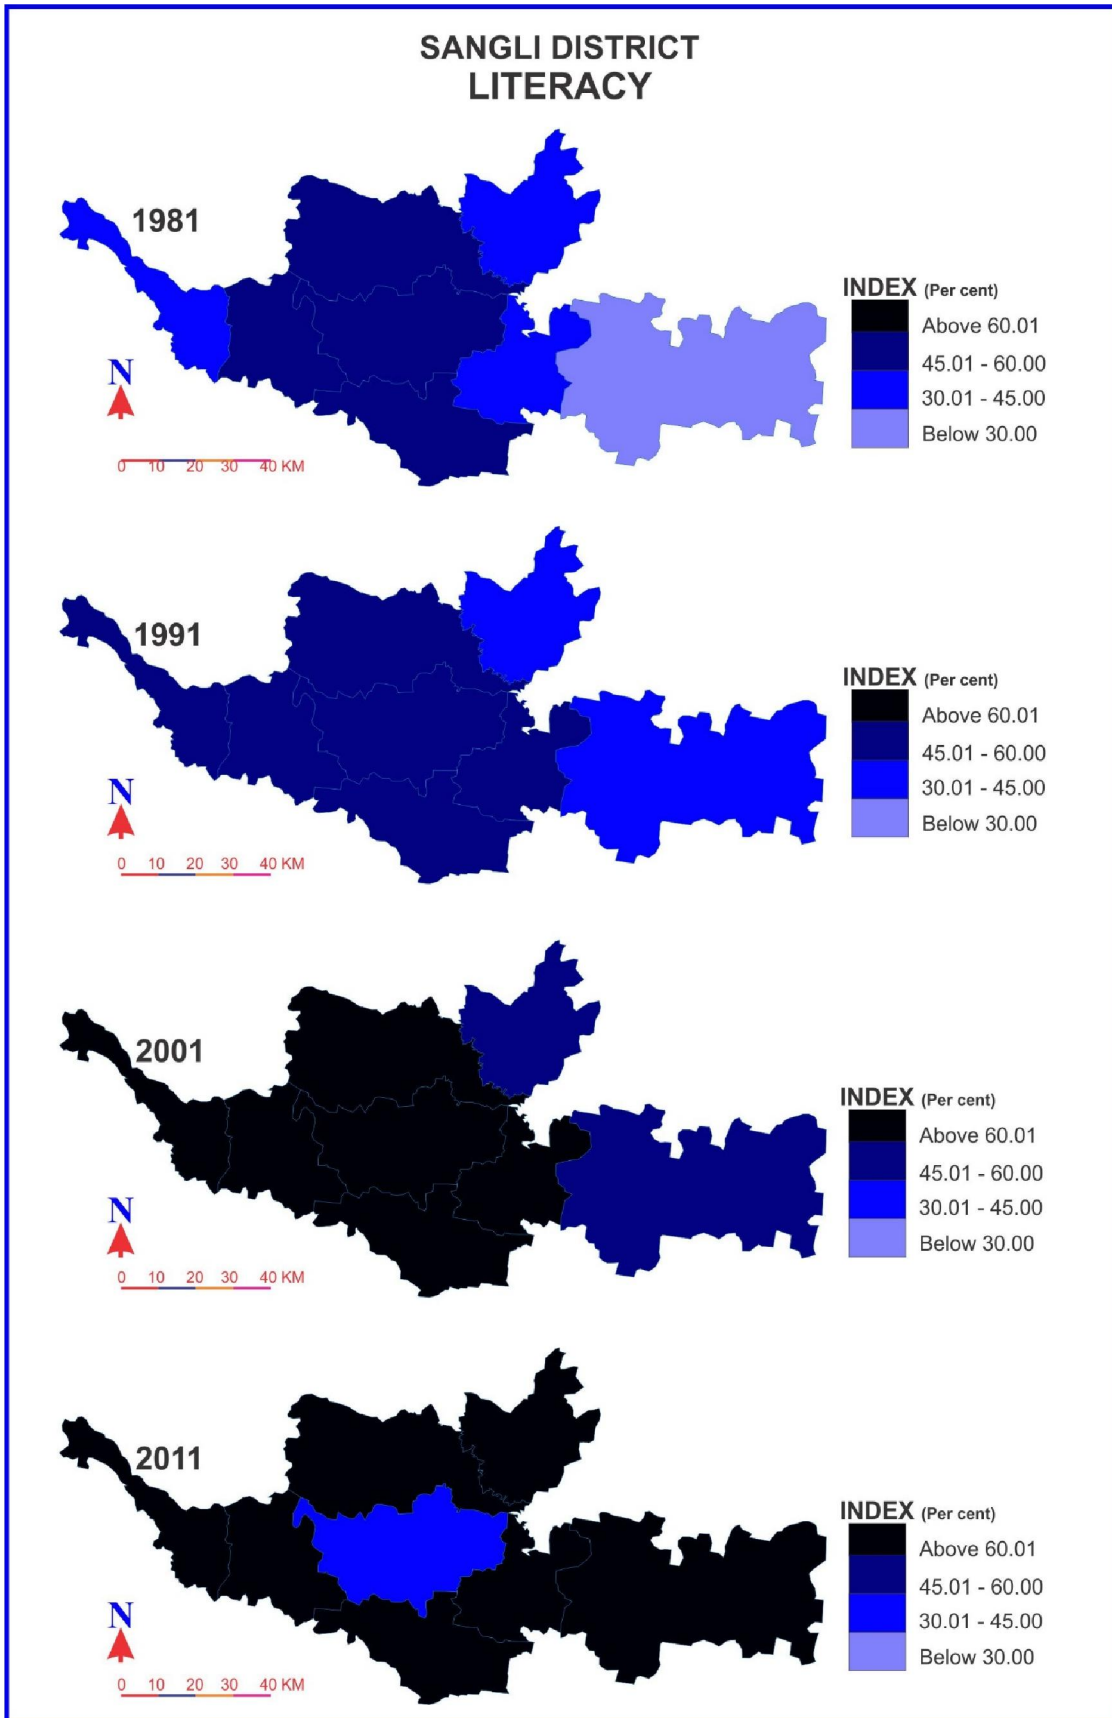 SANGLI DISTRICT
LITERACY
1981
INDEX (Per cent)
Above 60.01
45.01 - 60.00
30.01 - 45.00
Below 30.00
N
0 10 20 30 40 KM
1991
INDEX (Per cent)
Above 60.01
45.01 - 60.00
30.01 - 45.00
Below 30.00
N
0 10 20 30 40 KM
2001
INDEX (Per cent)
Above 60.01
45.01 - 60.00
30.01 - 45.00
Below 30.00
N
0 10 20 30 40 KM
2011
INDEX (Per cent)
Above 60.01
45.01 - 60.00
30.01 - 45.00
Below 30.00
N
0 10 20 30 40 KM